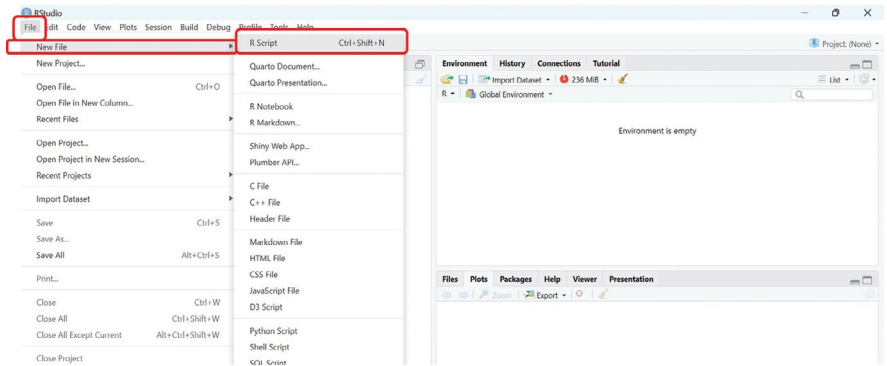 RStudio
File Edit Code View Plots Session Build Debug Profile Tools Help
Project: (None)
New File
New Project...
Open File... Ctrl+O
Open File in New Column...
Recent Files
Open Project...
Open Project in New Session...
Recent Projects
Import Dataset
Save Ctrl+S
Save As...
Save All Alt+Ctrl+S
Print...
Close Ctrl+W
Close All Ctrl+Shift+W
Close All Except Current Alt+Ctrl+Shift+W
Close Project
R Script Ctrl+Shift+N
Quarto Document...
Quarto Presentation...
R Notebook
R Markdown...
Shiny Web App...
Plumber API...
C File
C++ File
Header File
Markdown File
HTML File
CSS File
JavaScript File
D3 Script
Python Script
Shell Script
SQL Script
Environment History Connections Tutorial
Import Dataset 236 MiB List
R Global Environment
Environment is empty
Files Plots Packages Help Viewer Presentation
Zoom Export